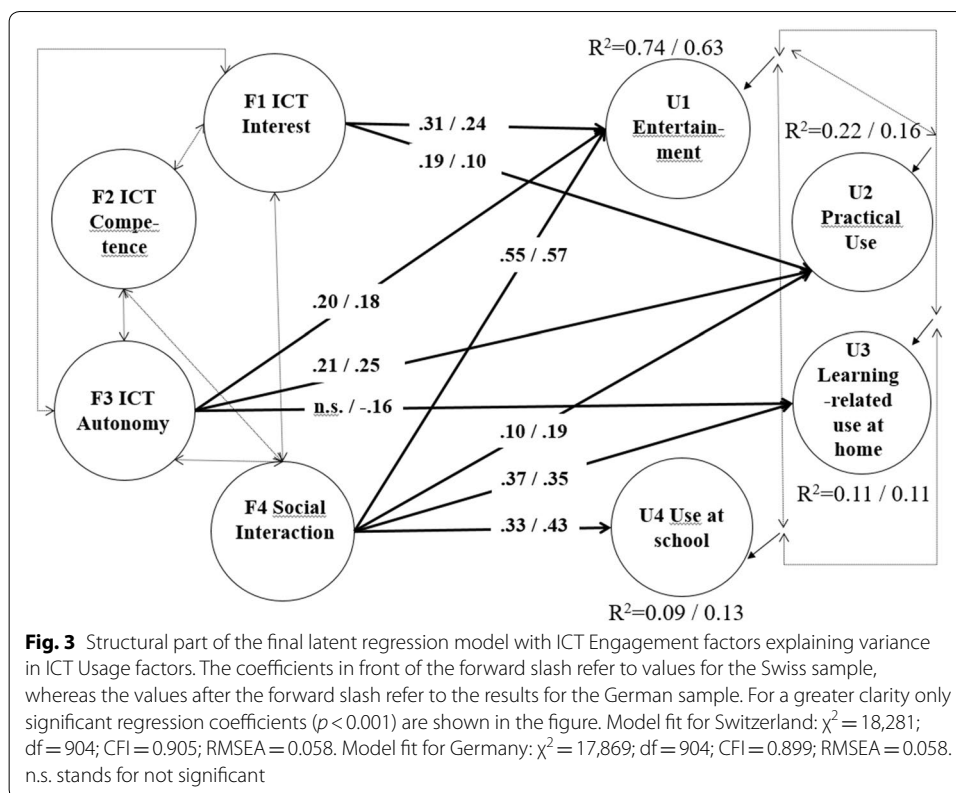 R²=0.74 / 0.63
F1 ICT
Interest
U1
Entertain-
ment
.31 / .24
.19 / .10
R²=0.22 / 0.16
F2 ICT
Compe-
tence
U2
Practical
Use
.55 / .57
.20 / .18
.21 / .25
F3 ICT
Autonomy
n.s. / -.16
U3
Learning
-related
use at
home
.10 / .19
.37 / .35
R²=0.11 / 0.11
F4 Social
Interaction
.33 / .43
U4 Use at
school
R²=0.09 / 0.13
Fig. 3 Structural part of the final latent regression model with ICT Engagement factors explaining variance
in ICT Usage factors. The coefficients in front of the forward slash refer to values for the Swiss sample,
whereas the values after the forward slash refer to the results for the German sample. For a greater clarity only
significant regression coefficients (p < 0.001) are shown in the figure. Model fit for Switzerland: χ² = 18,281;
df = 904; CFI = 0.905; RMSEA = 0.058. Model fit for Germany: χ² = 17,869; df = 904; CFI = 0.899; RMSEA = 0.058.
n.s. stands for not significant